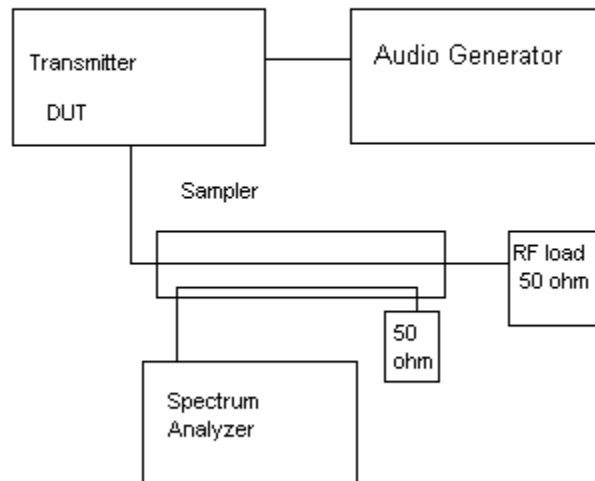 Transmitter
DUT
Audio Generator
Sampler
RF load
50 ohm
50
ohm
Spectrum
Analyzer